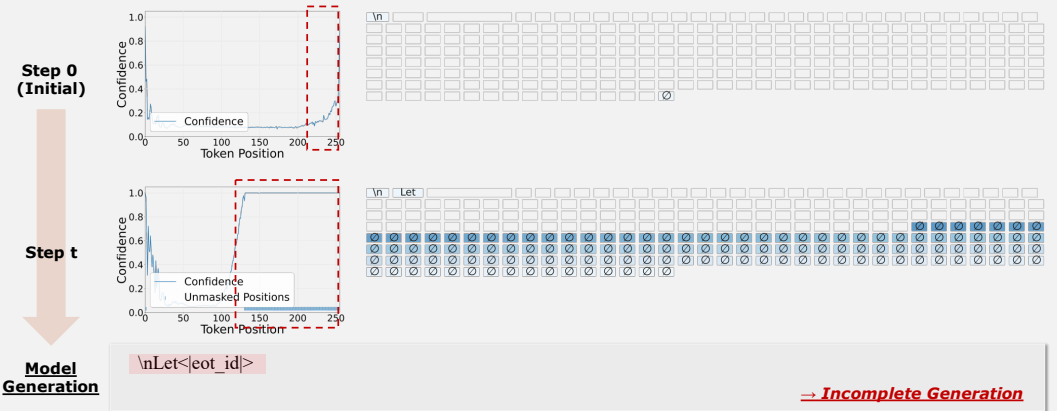 Step 0
(Initial)
Confidence
1.0
0.8
0.6
0.4
0.2
0.0
Confidence
0 50 100 150 200 250
Token Position
\n
∅
Step t
Confidence
1.0
0.8
0.6
0.4
0.2
0.0
Confidence
Unmasked Positions
0 50 100 150 200 250
Token Position
\n Let
∅ ∅ ∅ ∅ ∅ ∅ ∅
∅ ∅ ∅ ∅ ∅ ∅ ∅ ∅ ∅ ∅ ∅ ∅ ∅ ∅ ∅ ∅ ∅ ∅ ∅ ∅ ∅ ∅ ∅ ∅ ∅ ∅ ∅ ∅ ∅ ∅ ∅ ∅ ∅ ∅ ∅
∅ ∅ ∅ ∅ ∅ ∅ ∅ ∅ ∅ ∅ ∅ ∅ ∅ ∅ ∅ ∅ ∅ ∅ ∅ ∅ ∅ ∅ ∅ ∅ ∅ ∅ ∅ ∅ ∅ ∅ ∅ ∅ ∅ ∅ ∅
∅ ∅ ∅ ∅ ∅ ∅ ∅ ∅ ∅ ∅ ∅ ∅ ∅ ∅ ∅ ∅ ∅ ∅ ∅ ∅ ∅ ∅ ∅ ∅ ∅ ∅ ∅ ∅ ∅ ∅ ∅ ∅ ∅ ∅ ∅
∅ ∅ ∅ ∅ ∅ ∅ ∅ ∅ ∅ ∅ ∅ ∅ ∅ ∅ ∅ ∅
Model
Generation
\nLet<|eot_id|>
→ Incomplete Generation